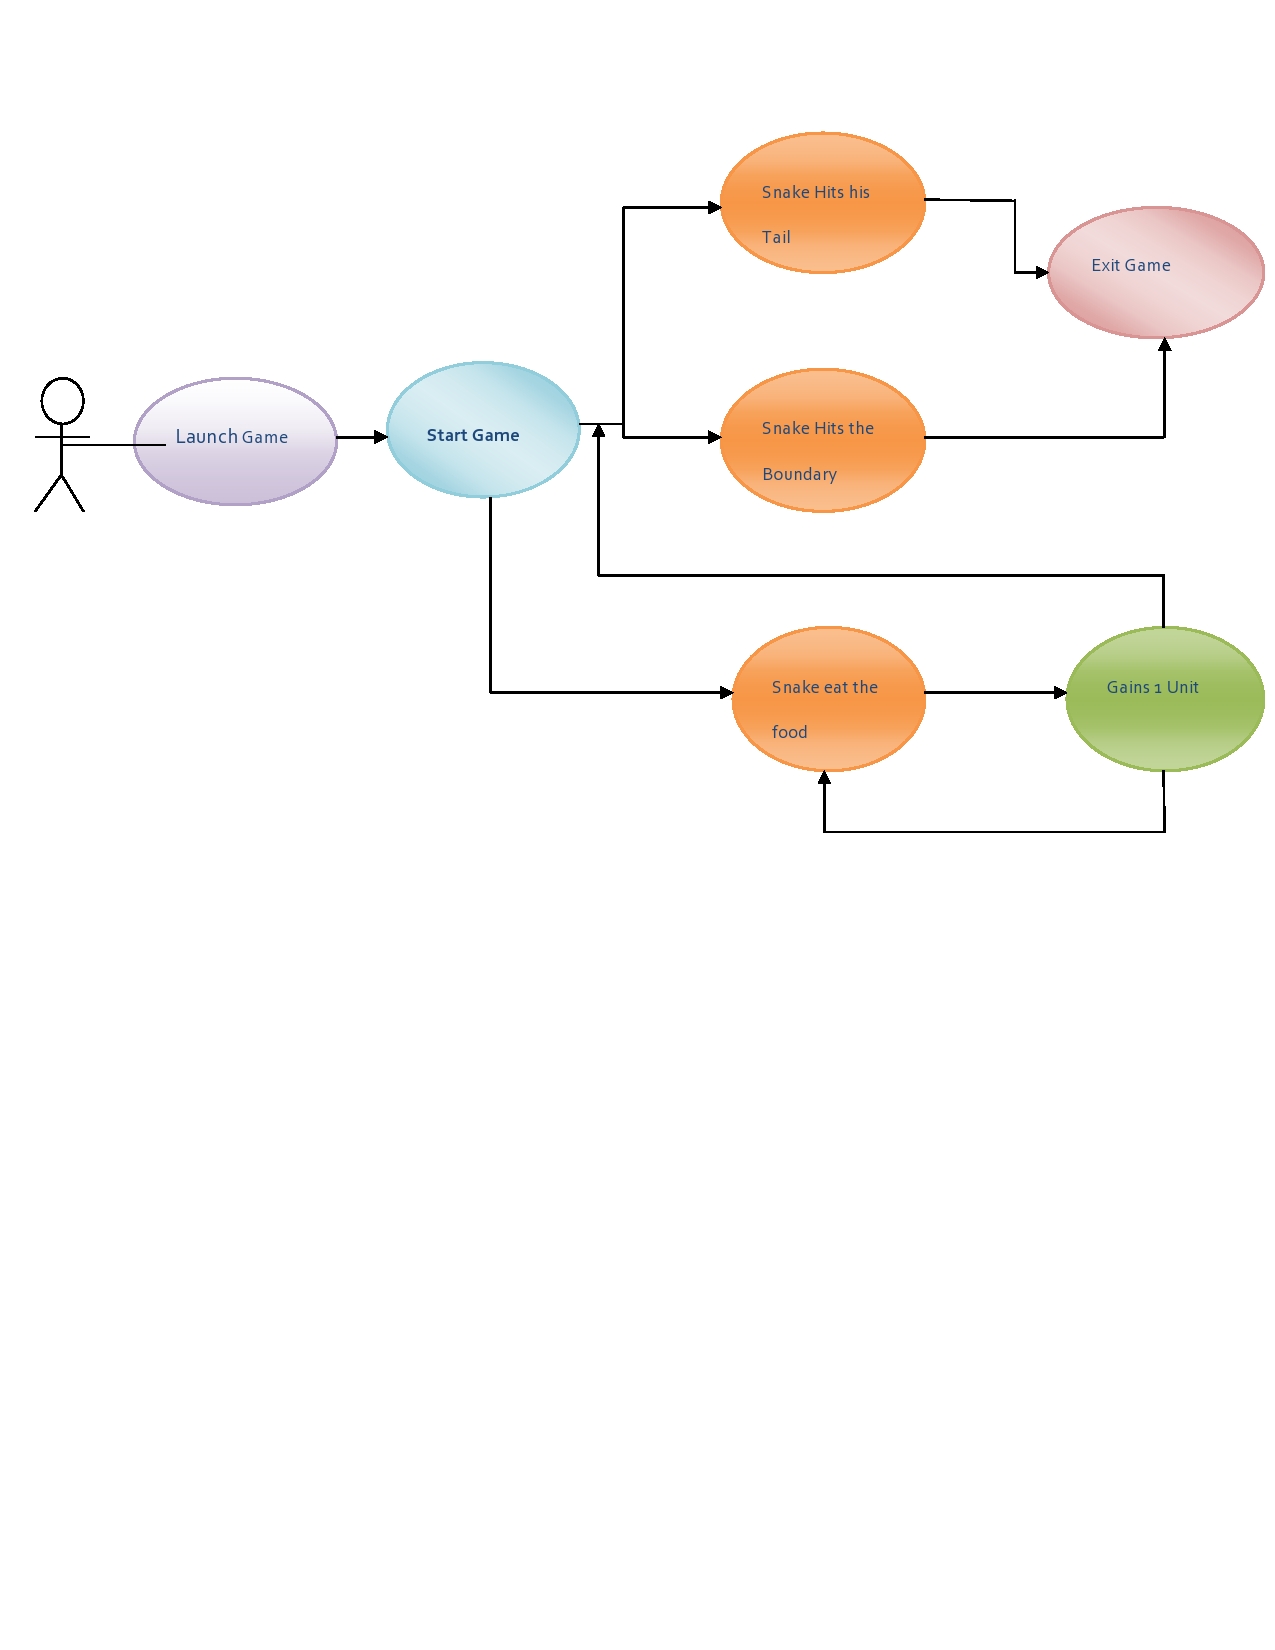 Snake Hits his
Tail
Exit Game
Launch Game
Start Game
Snake Hits the
Boundary
Snake eat the
food
Gains 1 Unit